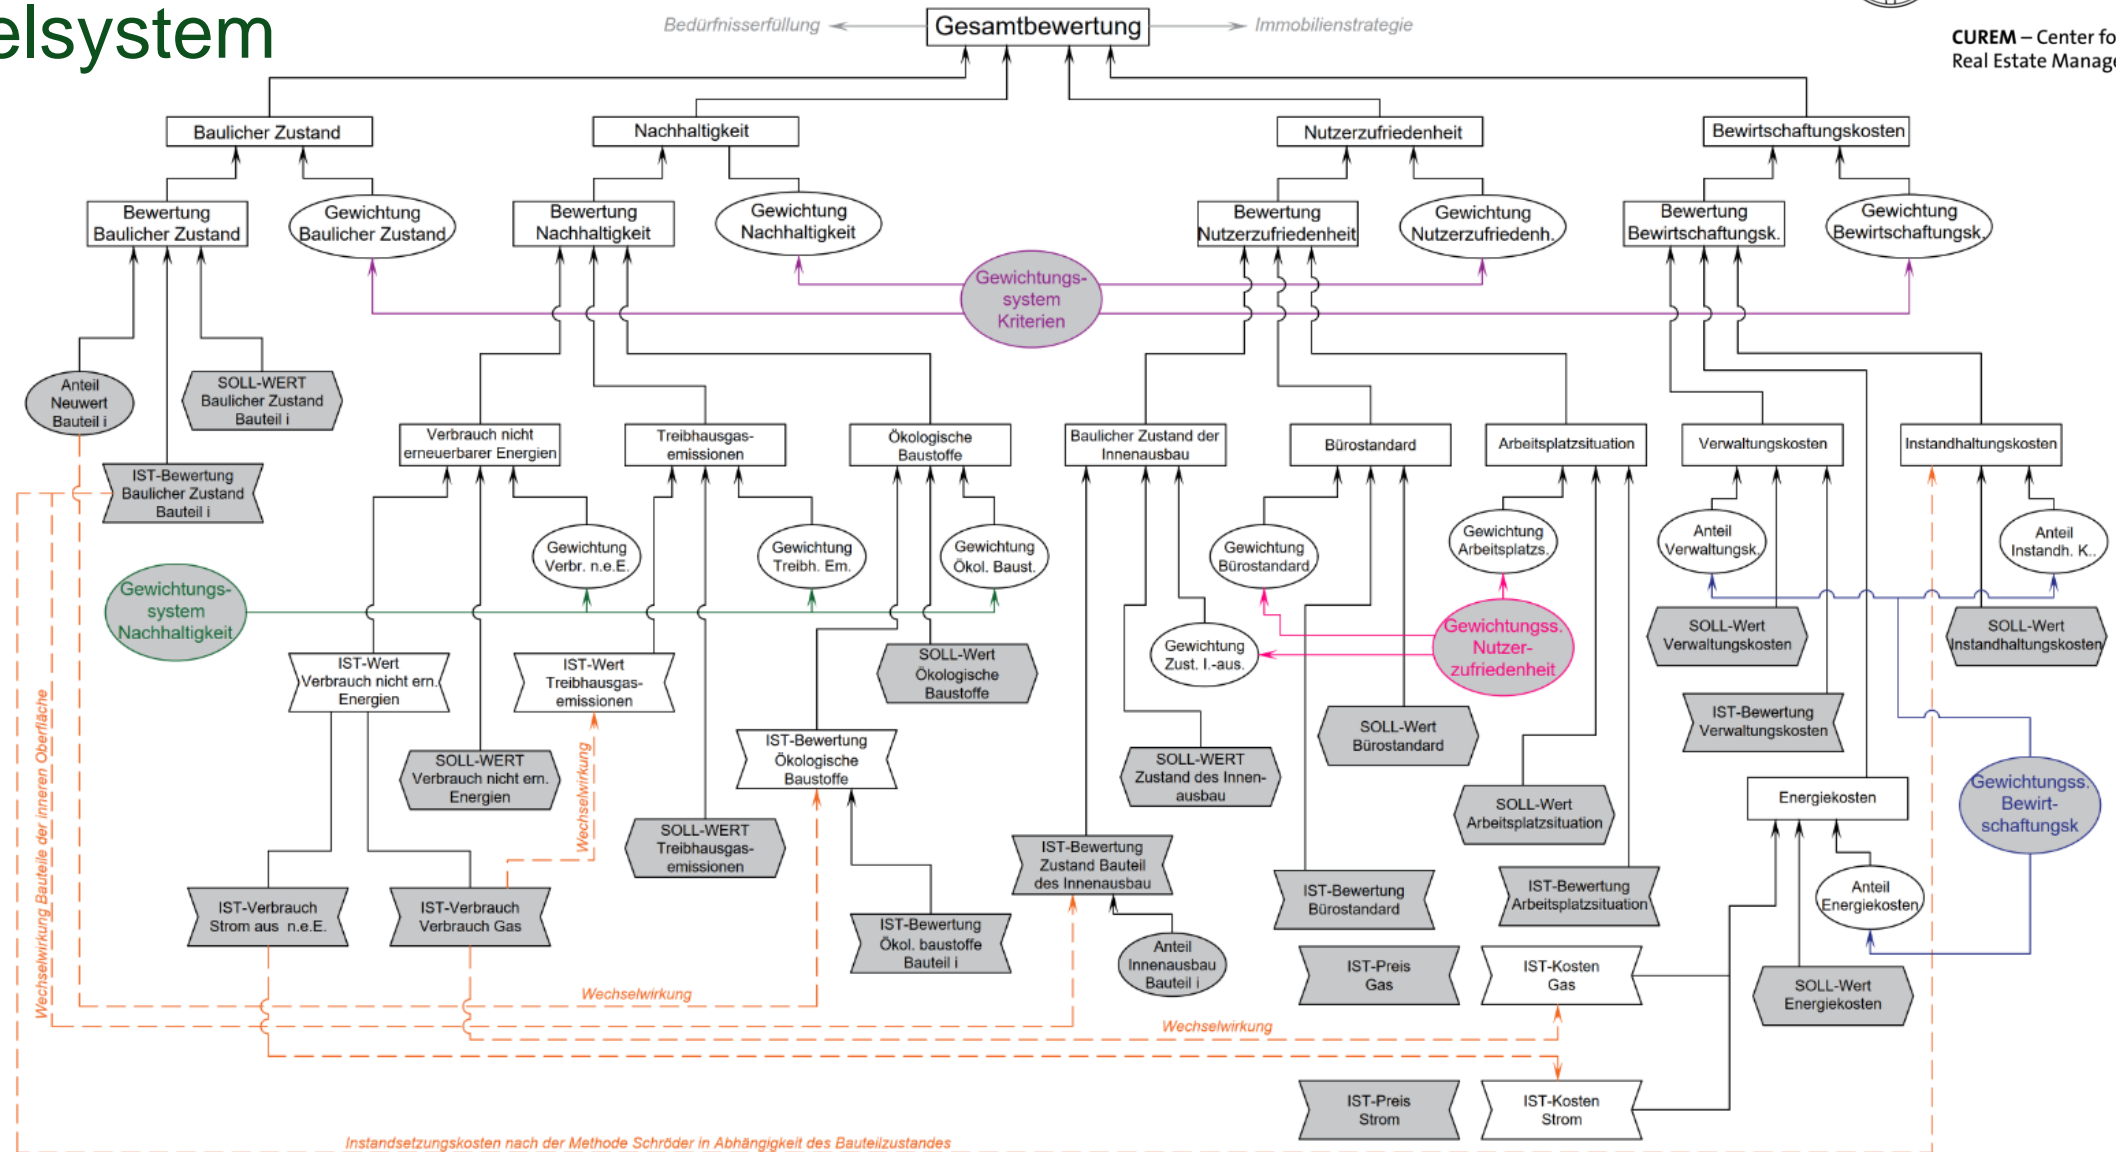 elsystem
Bedürfniserfüllung
Gesamtbewertung
Immobilienstrategie
CUREM – Center fo
Real Estate Manage
Baulicher Zustand
Nachhaltigkeit
Nutzerzufriedenheit
Bewirtschaftungskosten
Bewertung
Baulicher Zustand
Gewichtung
Baulicher Zustand
Bewertung
Nachhaltigkeit
Gewichtung
Nachhaltigkeit
Bewertung
Nutzerzufriedenheit
Gewichtung
Nutzerzufriedenh.
Bewertung
Bewirtschaftungsk.
Gewichtung
Bewirtschaftungsk.
Gewichtungs-
system
Kriterien
Anteil
Neuwert
Bauteil i
SOLL-WERT
Baulicher Zustand
Bauteil i
IST-Bewertung
Baulicher Zustand
Bauteil i
Verbrauch nicht
erneuerbarer Energien
Treibhausgas-
emissionen
Ökologische
Baustoffe
Baulicher Zustand der
Innenausbau
Bürostandard
Arbeitsplatzsituation
Verwaltungskosten
Instandhaltungskosten
Gewichtung
Verbr. n.e.E.
Gewichtung
Treibh. Em.
Gewichtung
Ökol. Baust.
Gewichtung
Bürostandard
Gewichtung
Arbeitsplatzs.
Anteil
Verwaltungsk.
Anteil
Instandh. K..
Gewichtungs-
system
Nachhaltigkeit
Gewichtung
Zust. I.-aus.
Gewichtungss.
Nutzer-
zufriedenheit
SOLL-Wert
Verwaltungskosten
SOLL-Wert
Instandhaltungskosten
IST-Wert
Verbrauch nicht ern.
Energien
IST-Wert
Treibhausgas-
emissionen
SOLL-Wert
Ökologische
Baustoffe
IST-Bewertung
Verwaltungskosten
SOLL-Wert
Bürostandard
IST-Bewertung
Ökologische
Baustoffe
SOLL-WERT
Verbrauch nicht ern.
Energien
SOLL-WERT
Zustand des Innen-
ausbau
SOLL-Wert
Arbeitsplatzsituation
Energiekosten
Gewichtungss.
Bewirt-
schaftungsk
Wechselwirkung Bauteile der inneren Oberfläche
Wechselwirkung
SOLL-WERT
Treibhausgas-
emissionen
IST-Bewertung
Zustand Bauteil
des Innenausbau
IST-Bewertung
Bürostandard
IST-Bewertung
Arbeitsplatzsituation
Anteil
Energiekosten
IST-Verbrauch
Strom aus n.e.E.
IST-Verbrauch
Verbrauch Gas
IST-Bewertung
Ökol. baustoffe
Bauteil i
Anteil
Innenausbau
Bauteil i
IST-Preis
Gas
IST-Kosten
Gas
SOLL-Wert
Energiekosten
Wechselwirkung
Wechselwirkung
IST-Preis
Strom
IST-Kosten
Strom
Instandsetzungskosten nach der Methode Schröder in Abhängigkeit des Bauteilzustandes